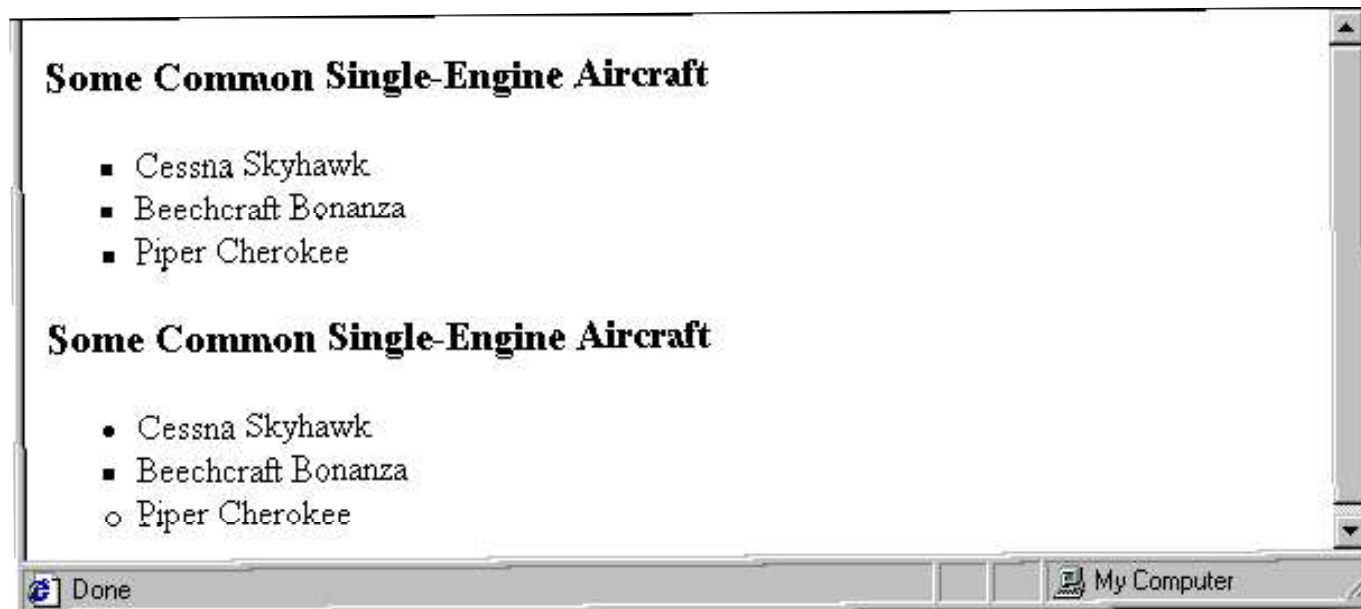 Some Common Single-Engine Aircraft
Cessna Skyhawk
Beechcraft Bonanza
Piper Cherokee
Some Common Single-Engine Aircraft
Cessna Skyhawk
Beechcraft Bonanza
Piper Cherokee
Done
My Computer